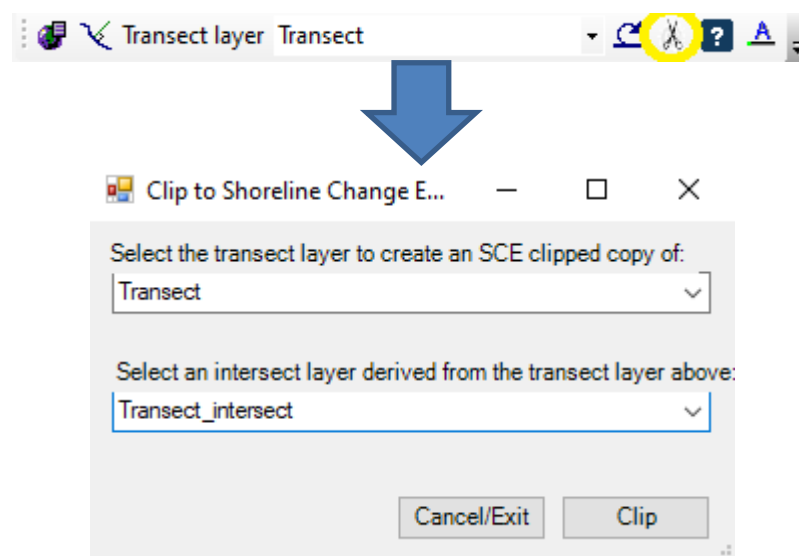 Transect layer Transect ? A
Clip to Shoreline Change E...
Select the transect layer to create an SCE clipped copy of:
Transect
Select an intersect layer derived from the transect layer above:
Transect_intersect
Cancel/Exit Clip